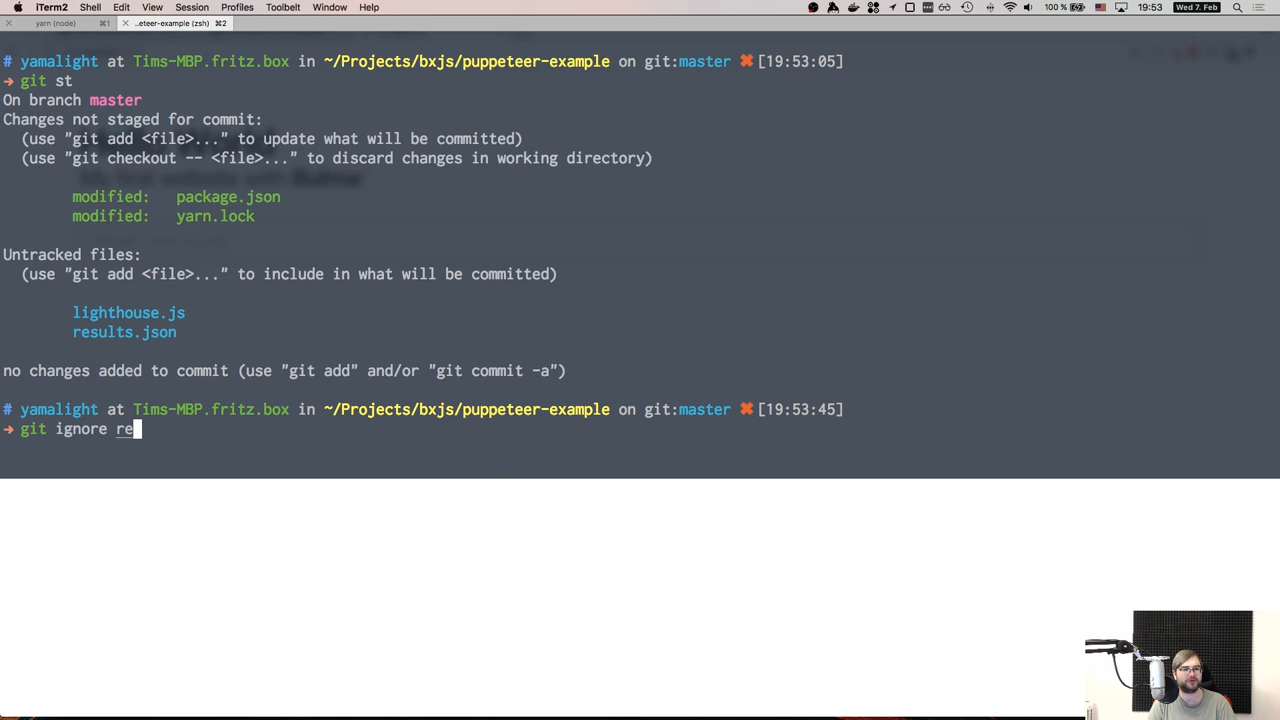 iTerm2 Shell Edit View Session Profiles Toolbelt Window Help 100 % 19:53 Wed 7. Feb
yarn (node) ⌘1 ..eteer-example (zsh) ⌘2
# yamalight at Tims-MBP.fritz.box in ~/Projects/bxjs/puppeteer-example on git:master ✖[19:53:05]
➜ git st
On branch master
Changes not staged for commit:
(use "git add <file>..." to update what will be committed)
(use "git checkout -- <file>..." to discard changes in working directory)
My first website with Bulma
modified: package.json
modified: yarn.lock
Untracked files:
(use "git add <file>..." to include in what will be committed)
lighthouse.js
results.json
no changes added to commit (use "git add" and/or "git commit -a")
# yamalight at Tims-MBP.fritz.box in ~/Projects/bxjs/puppeteer-example on git:master ✖[19:53:45]
➜ git ignore re